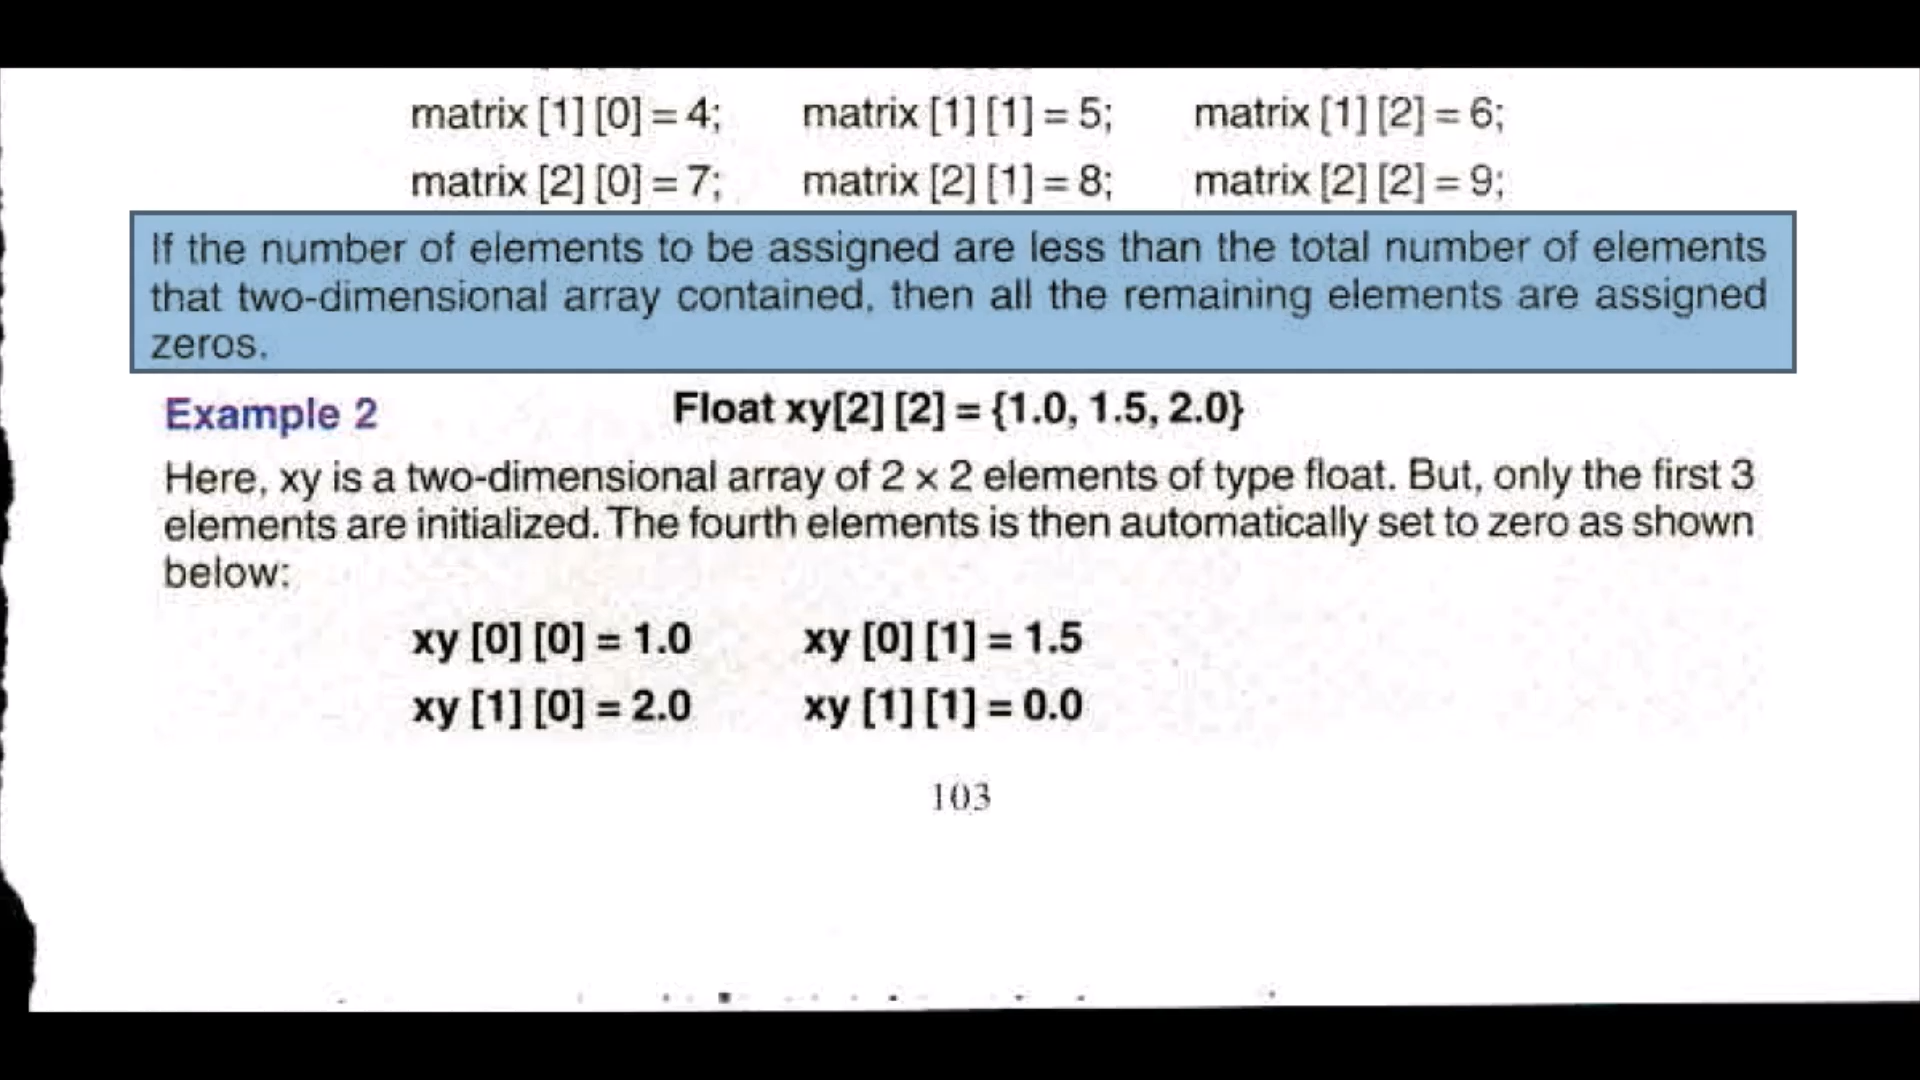 matrix [1] [0] = 4; matrix [1] [1] = 5; matrix [1] [2] = 6;
matrix [2] [0] = 7; matrix [2] [1] = 8; matrix [2] [2] = 9;
If the number of elements to be assigned are less than the total number of elements
that two-dimensional array contained, then all the remaining elements are assigned
zeros.
Example 2 Float xy[2] [2] = {1.0, 1.5, 2.0}
Here, xy is a two-dimensional array of 2 × 2 elements of type float. But, only the first 3
elements are initialized. The fourth elements is then automatically set to zero as shown
below:
xy [0] [0] = 1.0 xy [0] [1] = 1.5
xy [1] [0] = 2.0 xy [1] [1] = 0.0
103